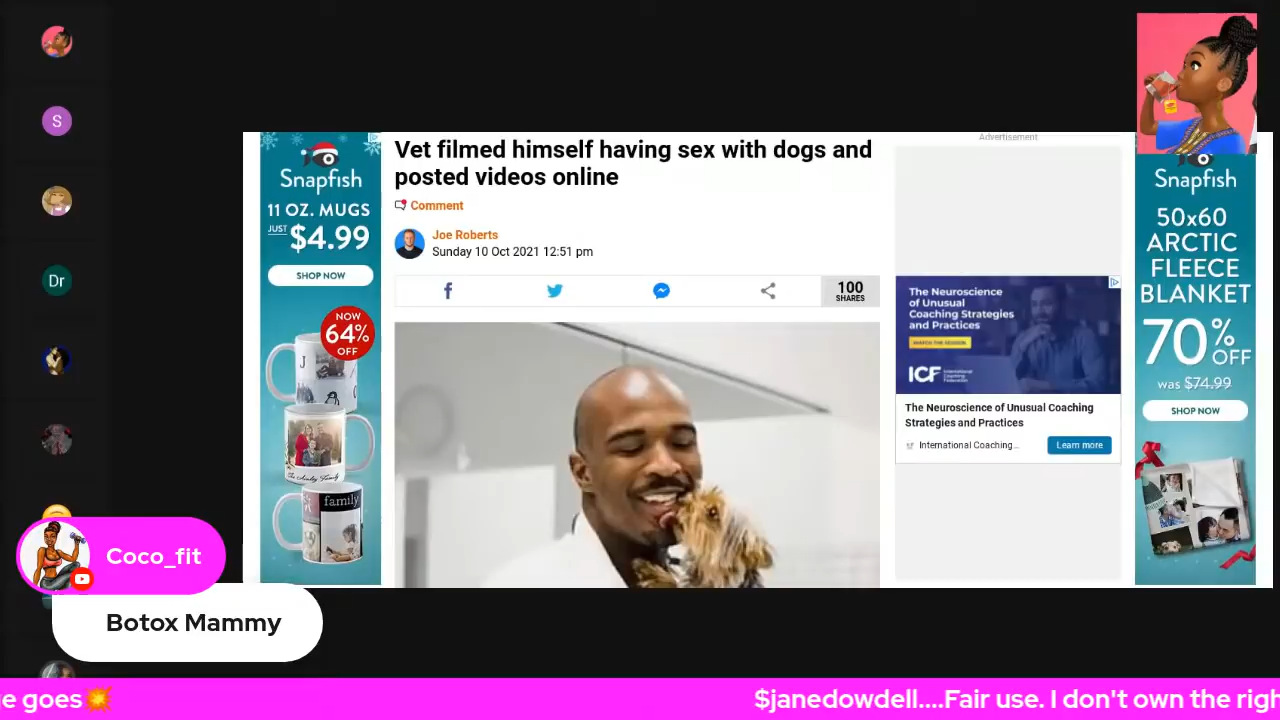 S
Dr
Snapfish
11 OZ. MUGS
JUST $4.99
SHOP NOW
NOW
64%
OFF
family
Vet filmed himself having sex with dogs and
posted videos online
Comment
Joe Roberts
Sunday 10 Oct 2021 12:51 pm
100
SHARES
Advertisement
The Neuroscience
of Unusual
Coaching Strategies
and Practices
ICF International
Coaching
Federation
The Neuroscience of Unusual Coaching
Strategies and Practices
International Coaching...
Learn more
Snapfish
50x60
ARCTIC
FLEECE
BLANKET
70% OFF
was $74.99
SHOP NOW
Coco_fit
Botox Mammy
e goes💥
$janedowdell....Fair use. I don't own the righ